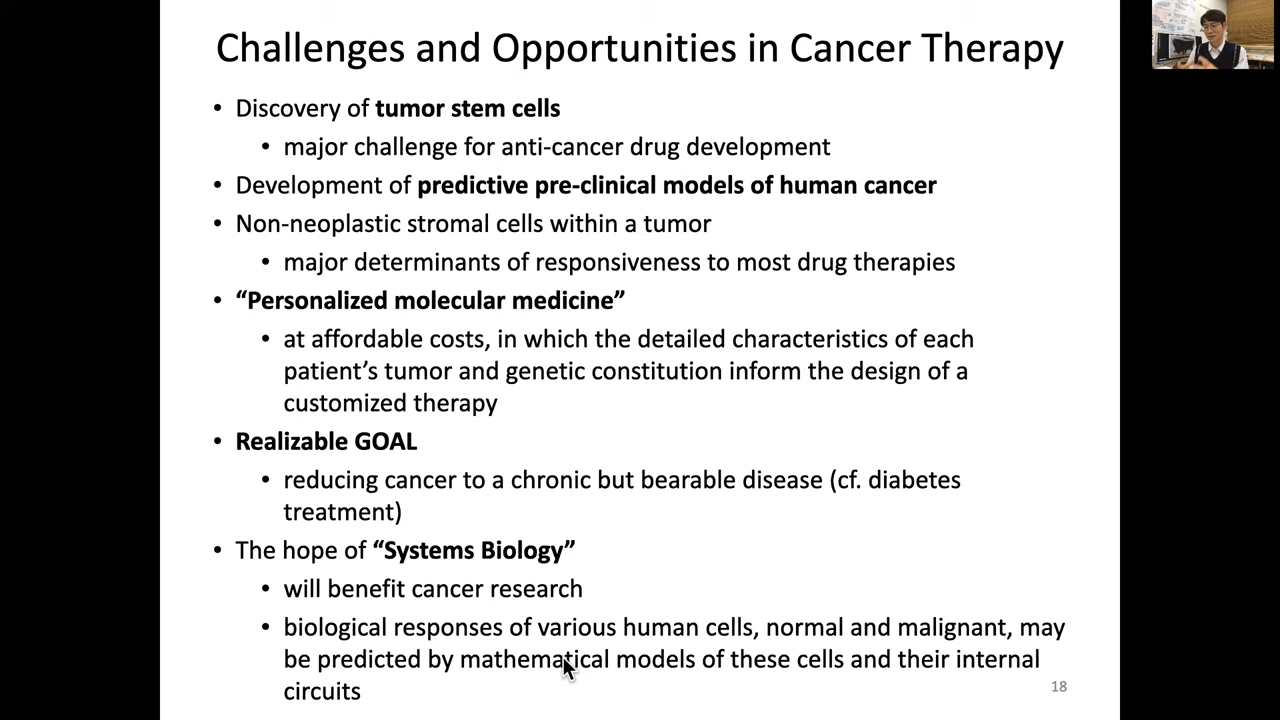 Challenges and Opportunities in Cancer Therapy
• Discovery of tumor stem cells
• major challenge for anti-cancer drug development
• Development of predictive pre-clinical models of human cancer
• Non-neoplastic stromal cells within a tumor
• major determinants of responsiveness to most drug therapies
• “Personalized molecular medicine”
• at affordable costs, in which the detailed characteristics of each
patient’s tumor and genetic constitution inform the design of a
customized therapy
• Realizable GOAL
• reducing cancer to a chronic but bearable disease (cf. diabetes
treatment)
• The hope of “Systems Biology”
• will benefit cancer research
• biological responses of various human cells, normal and malignant, may
be predicted by mathematical models of these cells and their internal
circuits
18